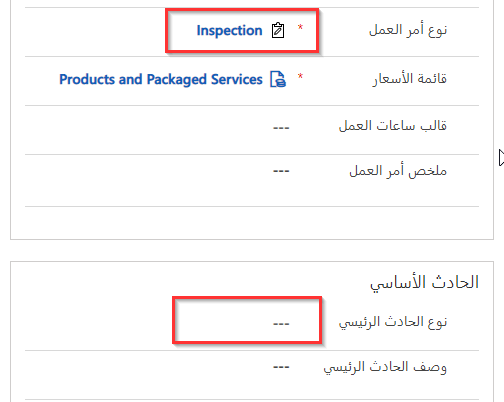 نوع أمر العمل * Inspection
قائمة الأسعار * Products and Packaged Services
قالب ساعات العمل ---
ملخص أمر العمل ---
الحادث الأساسي
نوع الحادث الرئيسي ---
وصف الحادث الرئيسي ---